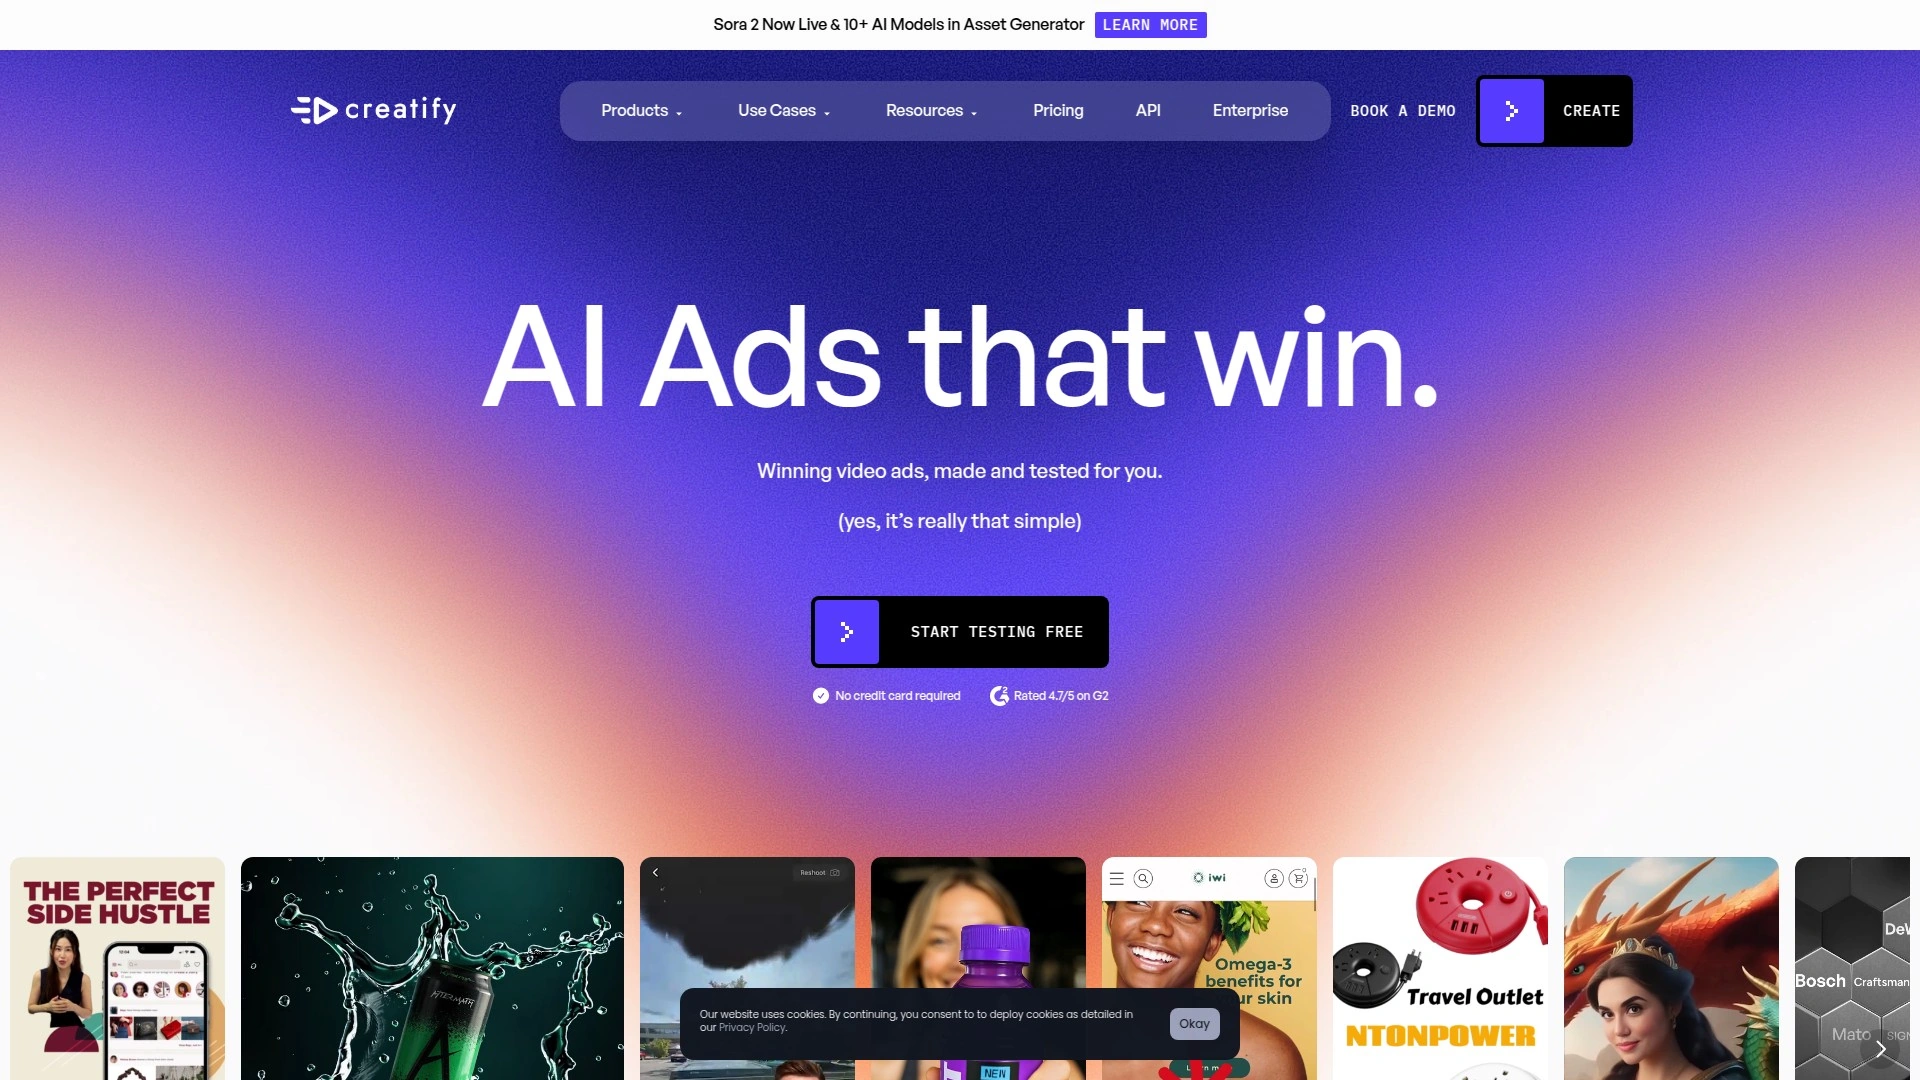 Sora 2 Now Live & 10+ AI Models in Asset Generator LEARN MORE
creatify
Products
Use Cases
Resources
Pricing
API
Enterprise
BOOK A DEMO
CREATE
AI Ads that win.
Winning video ads, made and tested for you.
(yes, it’s really that simple)
START TESTING FREE
No credit card required
Rated 4.7/5 on G2
THE PERFECT
SIDE HUSTLE
AFTERMATH
Reshoot
NEW
iwi
Omega-3
benefits for
ur skin
Travel Outlet
NTONPOWER
DeW
Bosch
Craftsman
Mato
SIGN
Our website uses cookies. By continuing, you consent to to deploy cookies as detailed in
our Privacy Policy.
Okay